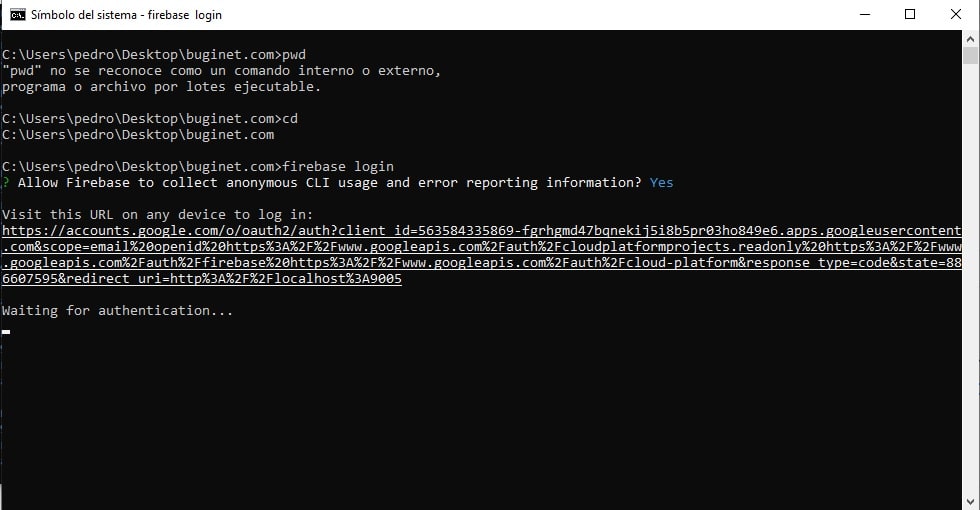 Símbolo del sistema - firebase login
C:\Users\pedro\Desktop\buginet.com>pwd
"pwd" no se reconoce como un comando interno o externo,
programa o archivo por lotes ejecutable.
C:\Users\pedro\Desktop\buginet.com>cd
C:\Users\pedro\Desktop\buginet.com
C:\Users\pedro\Desktop\buginet.com>firebase login
? Allow Firebase to collect anonymous CLI usage and error reporting information? Yes
Visit this URL on any device to log in:
https://accounts.google.com/o/oauth2/auth?client_id=563584335869-fgrhgmd47bqnekij5i8b5pr03ho849e6.apps.googleusercontent
.com&scope=email%20openid%20https%3A%2F%2Fwww.googleapis.com%2Fauth%2Fcloudplatformprojects.readonly%20https%3A%2F%2Fwww
.googleapis.com%2Fauth%2Ffirebase%20https%3A%2F%2Fwww.googleapis.com%2Fauth%2Fcloud-platform&response_type=code&state=88
6607595&redirect_uri=http%3A%2F%2Flocalhost%3A9005
Waiting for authentication...